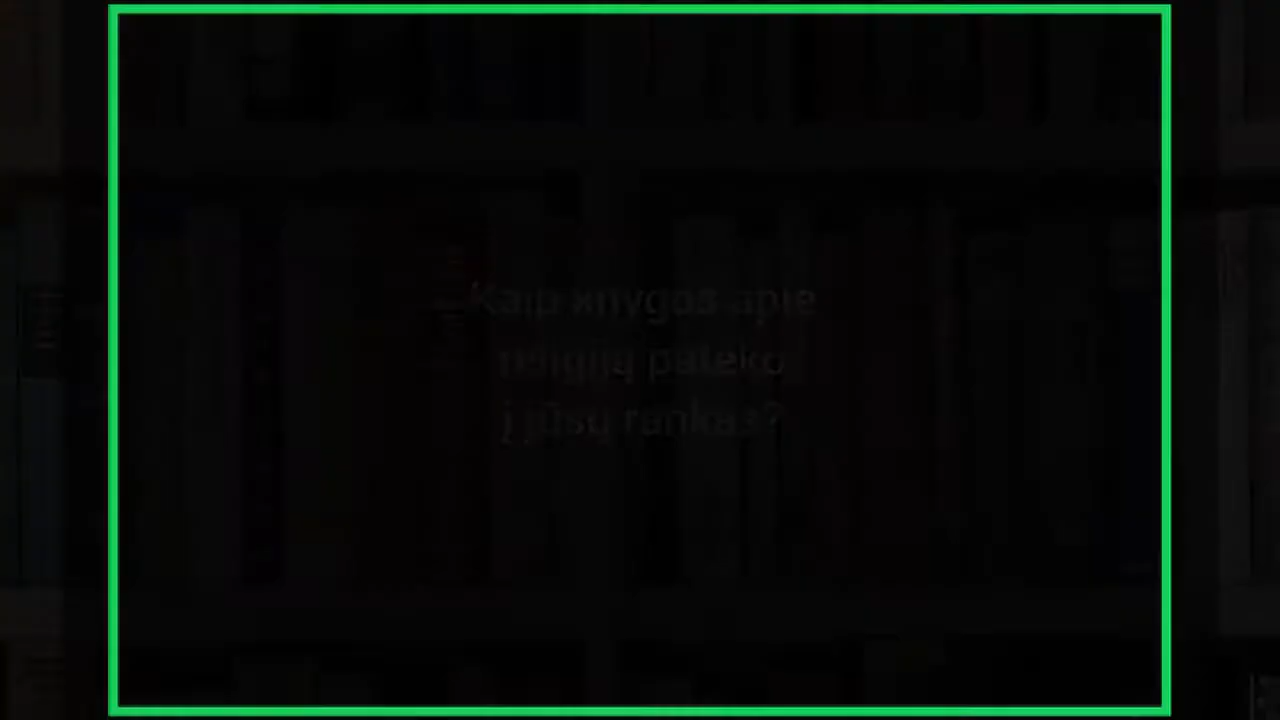 Kaip knygos apie
religiją pateko
į jūsų rankas?